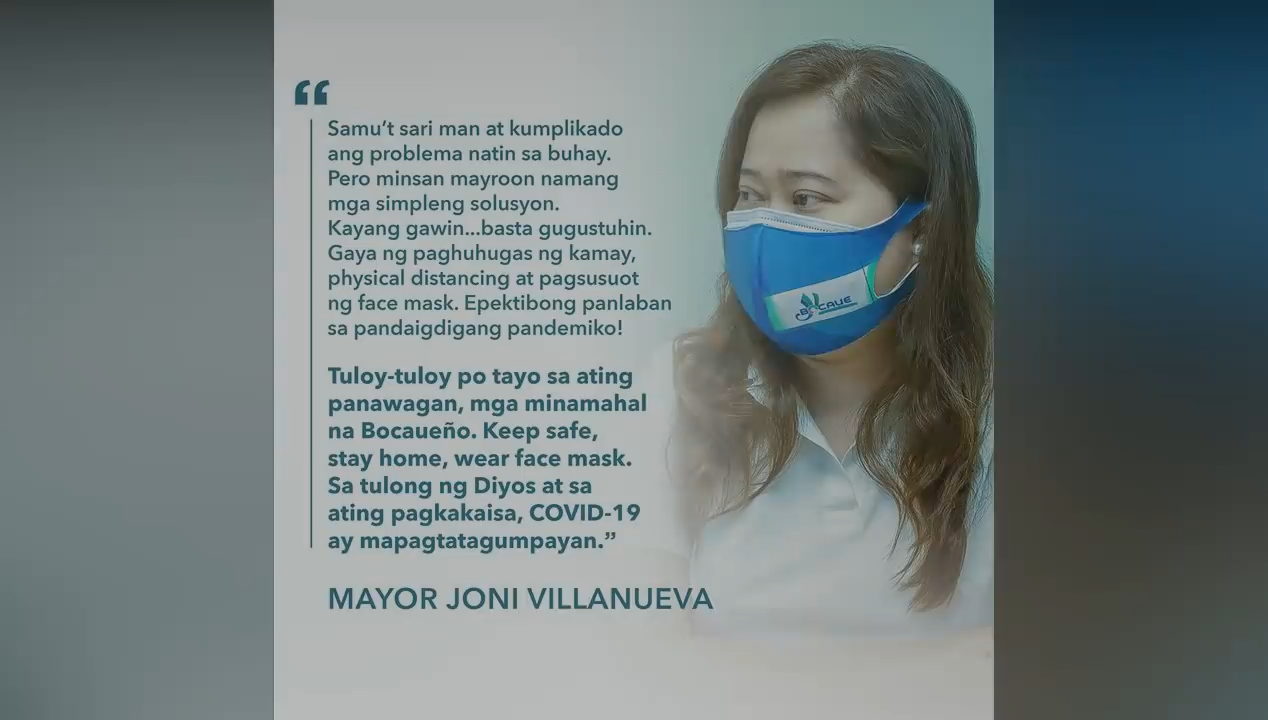 “
Samu’t sari man at kumplikado
ang problema natin sa buhay.
Pero minsan mayroon namang
mga simpleng solusyon.
Kayang gawin...basta gugustuhin.
Gaya ng paghuhugas ng kamay,
physical distancing at pagsusuot
ng face mask. Epektibong panlaban
sa pandaigdigang pandemiko!
Tuloy-tuloy po tayo sa ating
panawagan, mga minamahal
na Bocaueño. Keep safe,
stay home, wear face mask.
Sa tulong ng Diyos at sa
ating pagkakaisa, COVID-19
ay mapagtatagumpayan.”
MAYOR JONI VILLANUEVA
BOCAUE